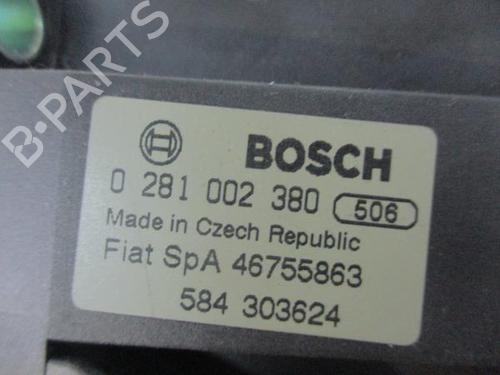 B-PARTS
BOSCH
0 281 002 380 506
Made in Czech Republic
Fiat SpA 46755863
584 303624